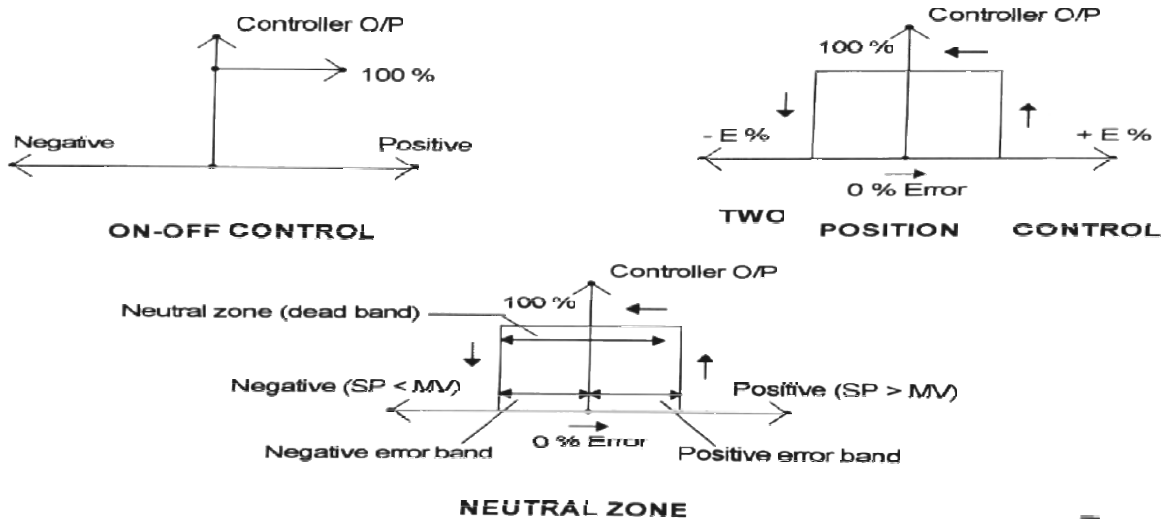 Controller O/P
100 %
Negative
Positive
ON-OFF CONTROL
Controller O/P
100 %
- E %
+ E %
0 % Error
TWO POSITION CONTROL
Controller O/P
100 %
Neutral zone (dead band)
Negative (SP < MV)
Positive (SP > MV)
0 % Error
Negative error band
Positive error band
NEUTRAL ZONE